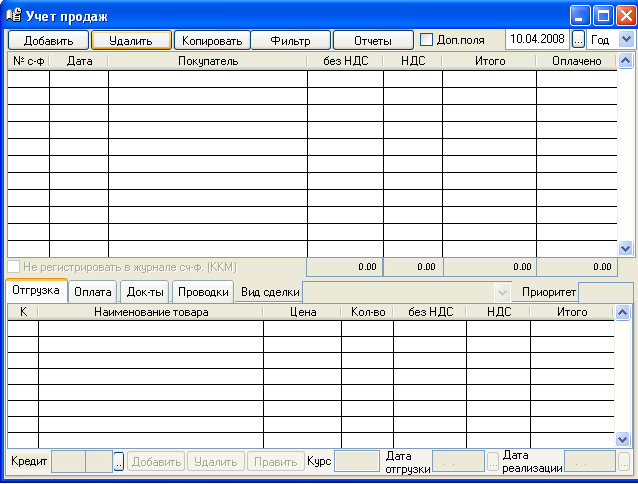 Учет продаж
Добавить Удалить Копировать Фильтр Отчеты Доп.поля 10.04.2008 ... Год
№ с-ф Дата Покупатель без НДС НДС Итого Оплачено
Не регистрировать в журнале сч-ф. (ККМ) 0.00 0.00 0.00 0.00
Отгрузка Оплата Док-ты Проводки Вид сделки Приоритет
К Наименование товара Цена Кол-во без НДС НДС Итого
Кредит .. Добавить Удалить Править Курс Дата отгрузки . . ... Дата реализации . . ...